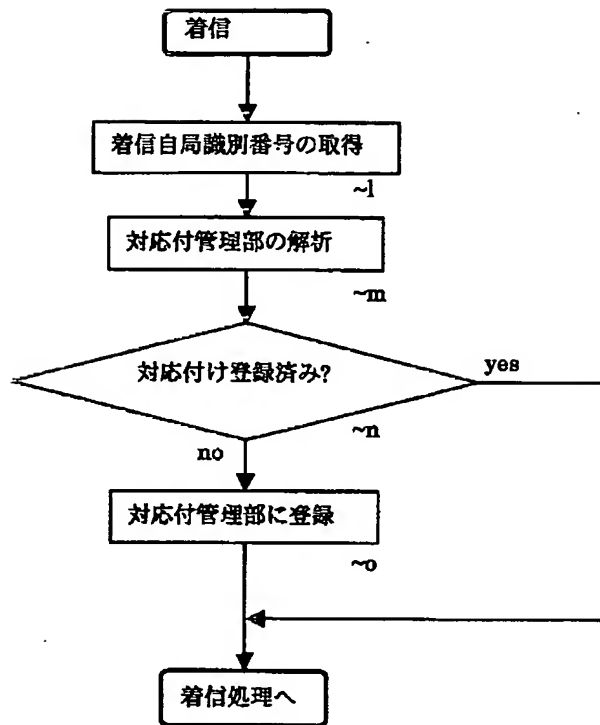 着信
着信自局識別番号の取得
~l
対応付管理部の解析
~m
対応付け登録済み?
yes
~n
no
対応付管理部に登録
~o
着信処理へ